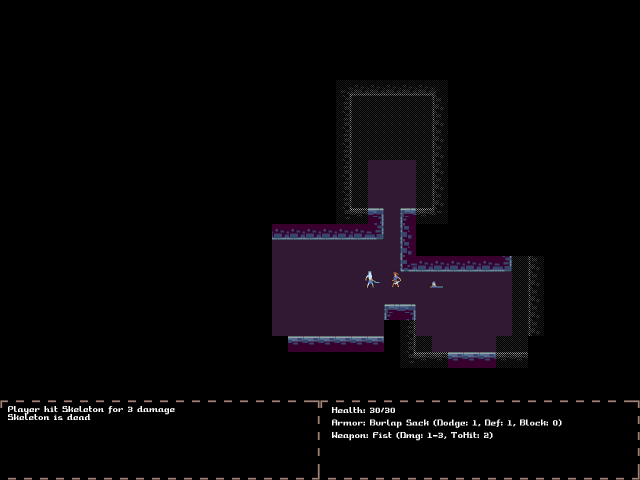 Player hit Skeleton for 3 damage
Skeleton is dead
Health: 30/30
Armor: Burlap Sack (Dodge: 1, Def: 1, Block: 0)
Weapon: Fist (Dmg: 1-3, ToHit: 2)